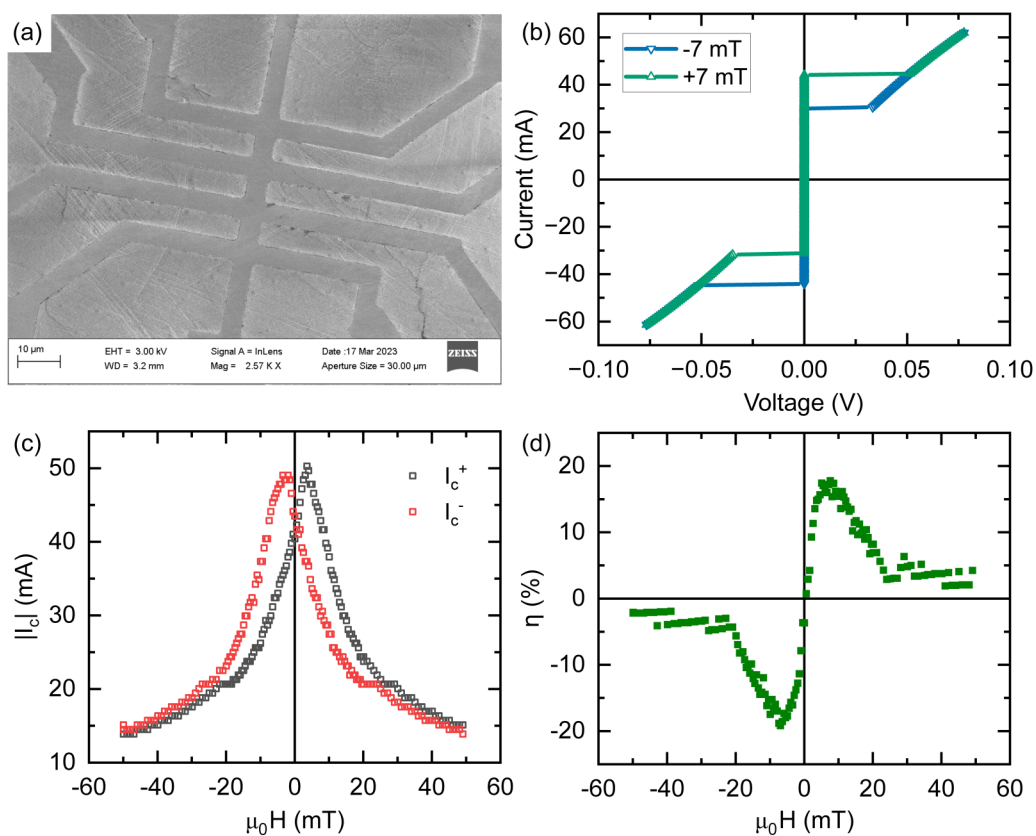 (a)
10 µm
EHT = 3.00 kV
WD = 3.2 mm
Signal A = InLens
Mag = 2.57 K X
Date :17 Mar 2023
Aperture Size = 30.00 µm
ZEISS
(b)
-7 mT
+7 mT
60
40
20
0
−20
−40
−60
Current (mA)
−0.10
−0.05
0.00
0.05
0.10
Voltage (V)
(c)
I_c^+
I_c^-
50
40
30
20
10
|I_c| (mA)
-60
-40
-20
0
20
40
60
µ₀H (mT)
(d)
20
10
0
-10
-20
η (%)
-60
-40
-20
0
20
40
60
µ₀H (mT)